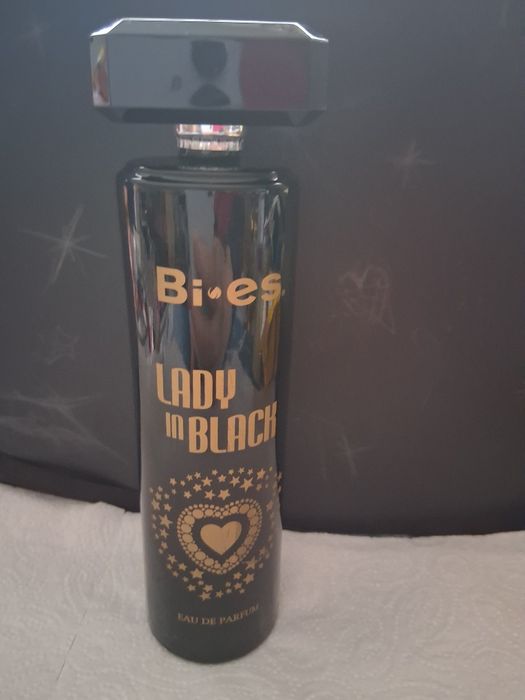 Bi•es
LADY
in BLACK
EAU DE PARFUM